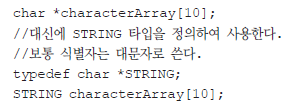 char *characterArray[10];
//대신에 STRING 타입을 정의하여 사용한다.
//보통 식별자는 대문자로 쓴다.
typedef char *STRING;
STRING characterArray[10];